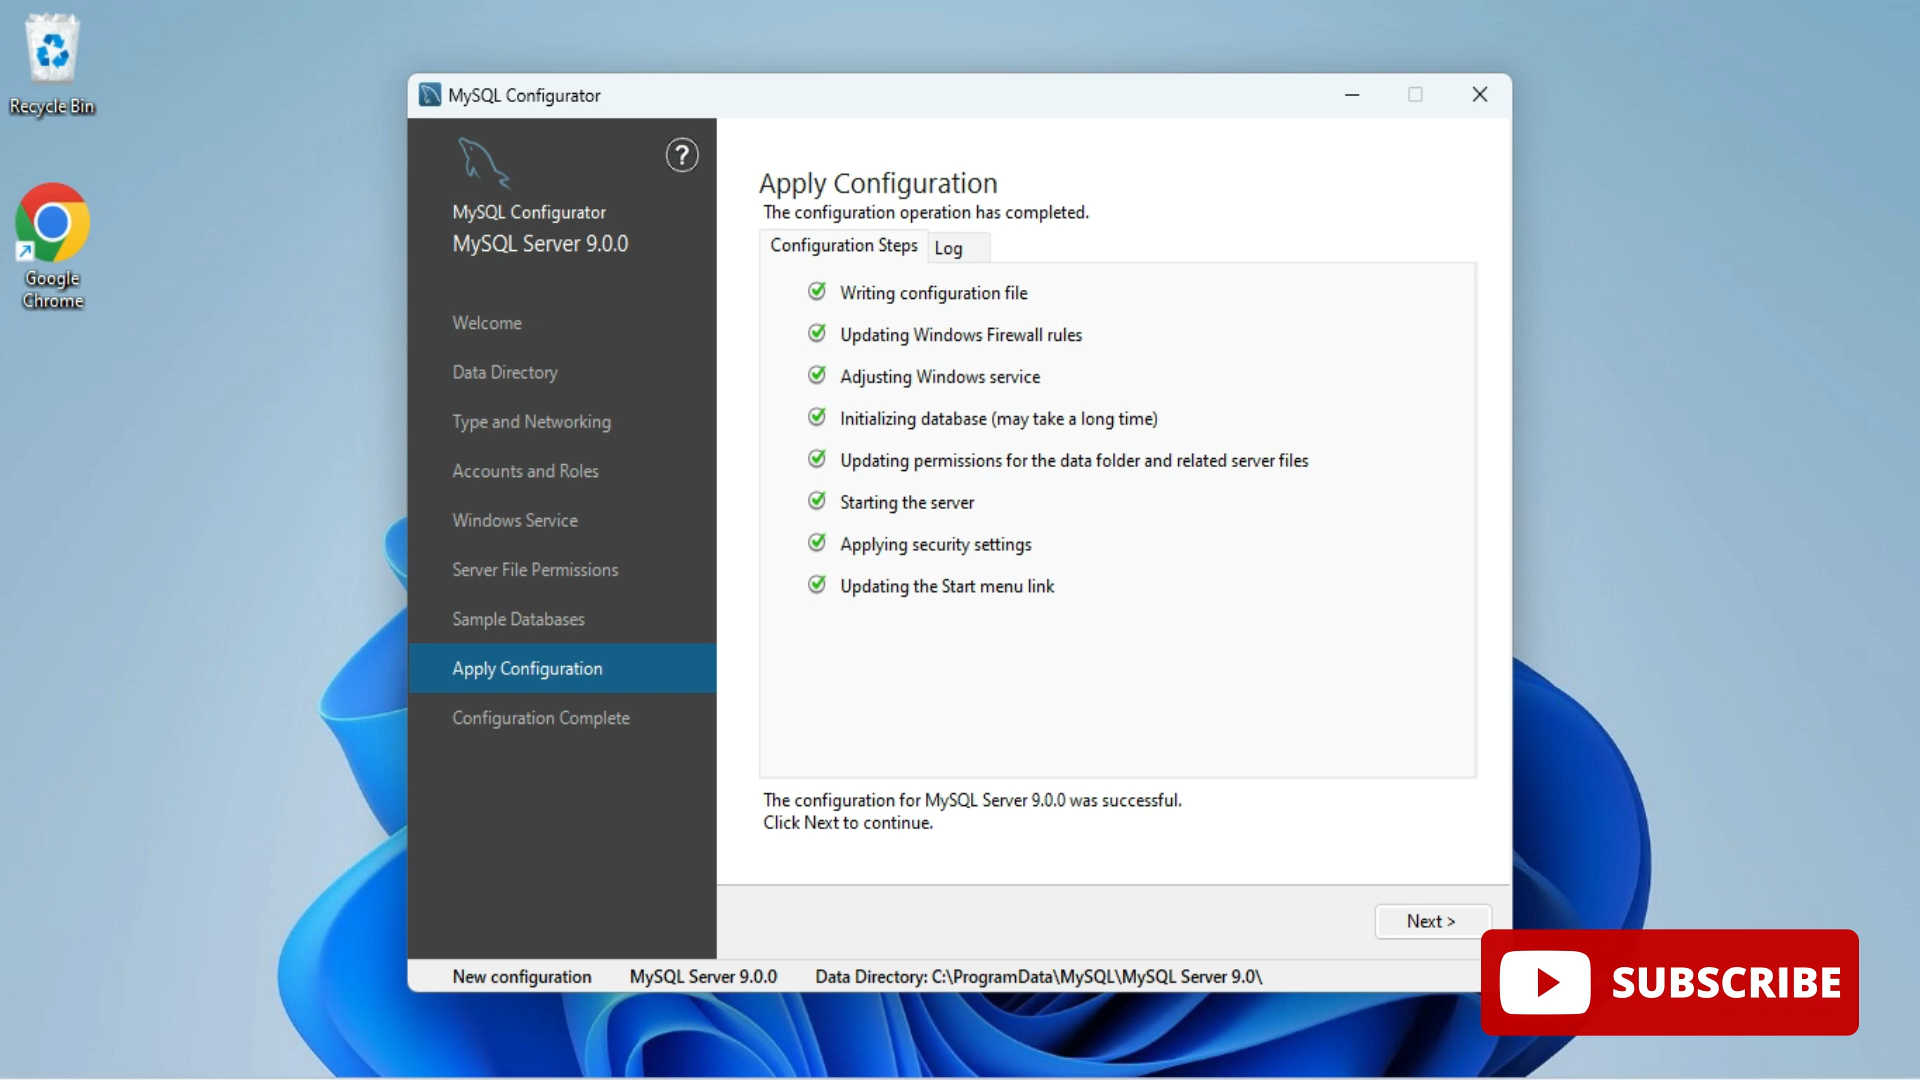 Recycle Bin
Google
Chrome
MySQL Configurator
?
MySQL Configurator
MySQL Server 9.0.0
Welcome
Data Directory
Type and Networking
Accounts and Roles
Windows Service
Server File Permissions
Sample Databases
Apply Configuration
Configuration Complete
Apply Configuration
The configuration operation has completed.
Configuration Steps Log
Writing configuration file
Updating Windows Firewall rules
Adjusting Windows service
Initializing database (may take a long time)
Updating permissions for the data folder and related server files
Starting the server
Applying security settings
Updating the Start menu link
The configuration for MySQL Server 9.0.0 was successful.
Click Next to continue.
Next >
New configuration MySQL Server 9.0.0 Data Directory: C:\ProgramData\MySQL\MySQL Server 9.0\
SUBSCRIBE